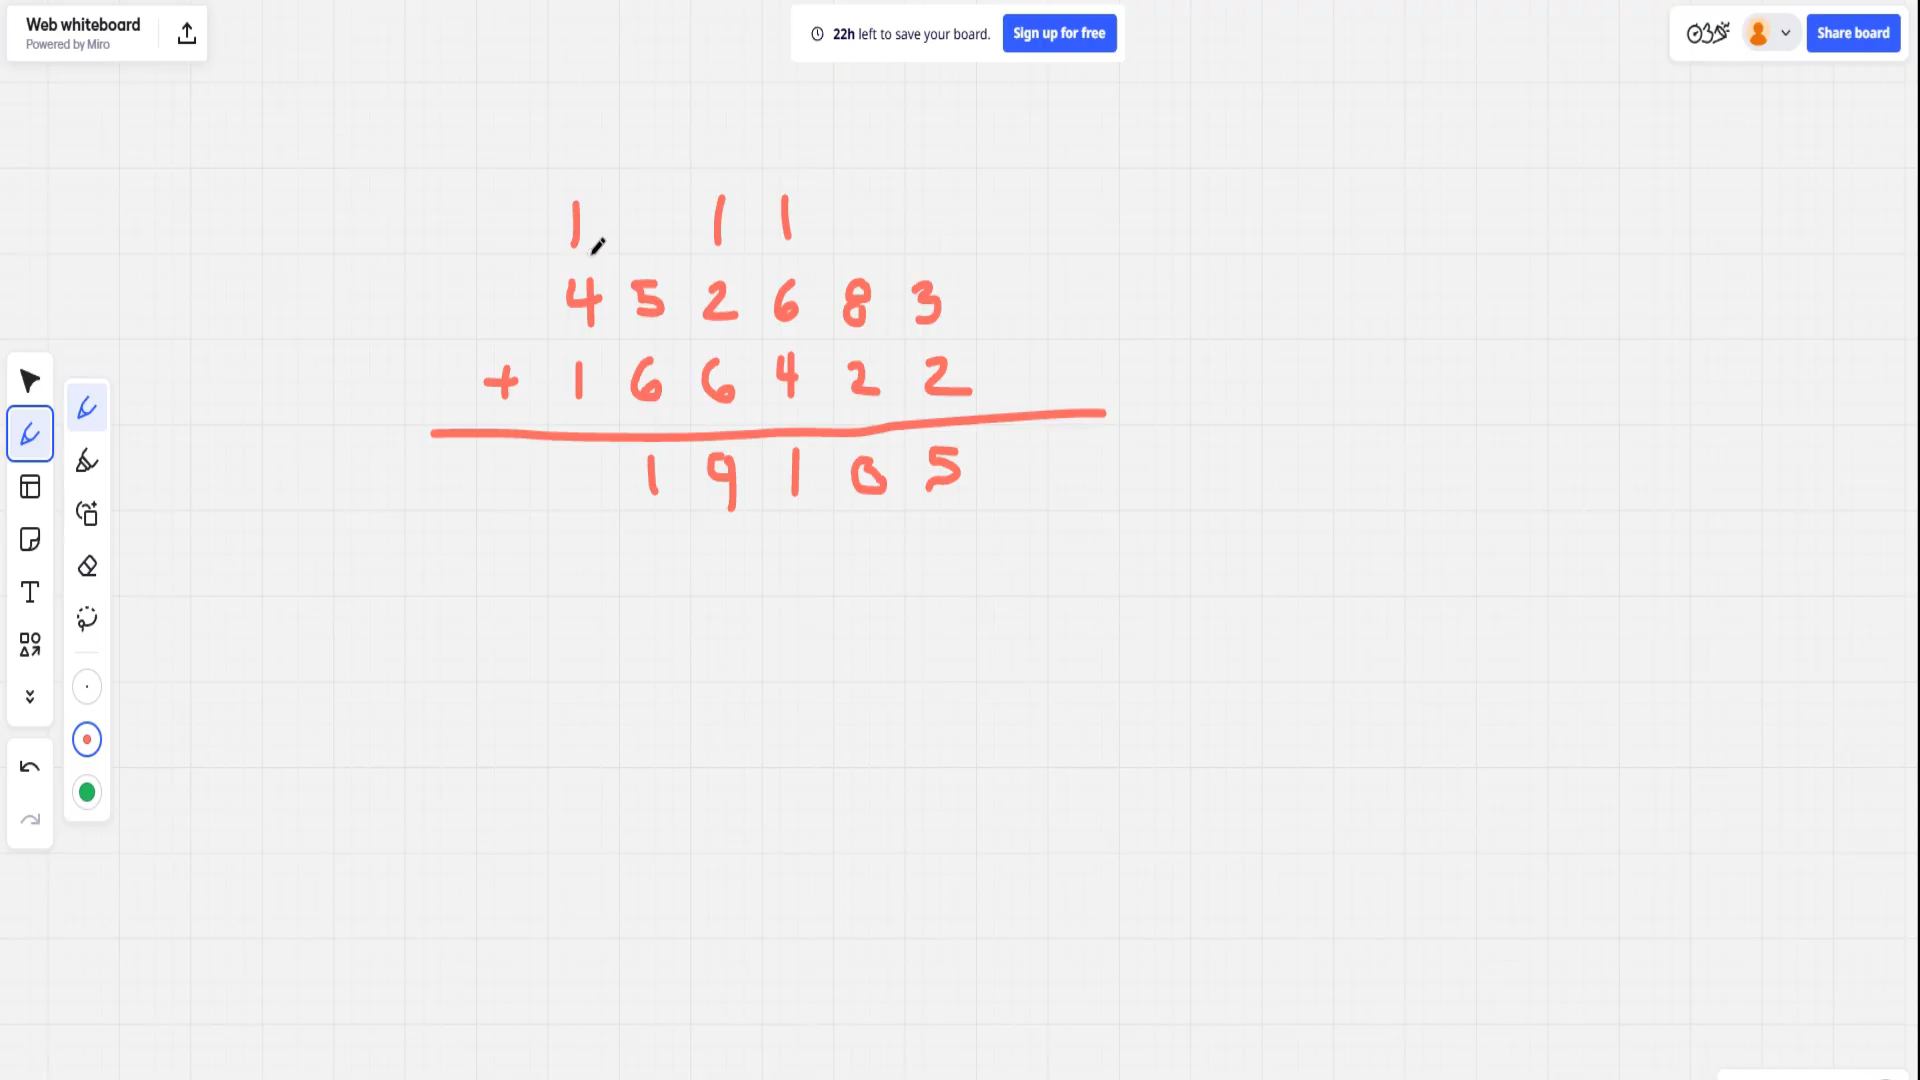 Web whiteboard
Powered by Miro
22h left to save your board.
Sign up for free
Share board
1 1 1
4 5 2 6 8 3
+ 1 6 6 4 2 2
1 9 1 0 5
T